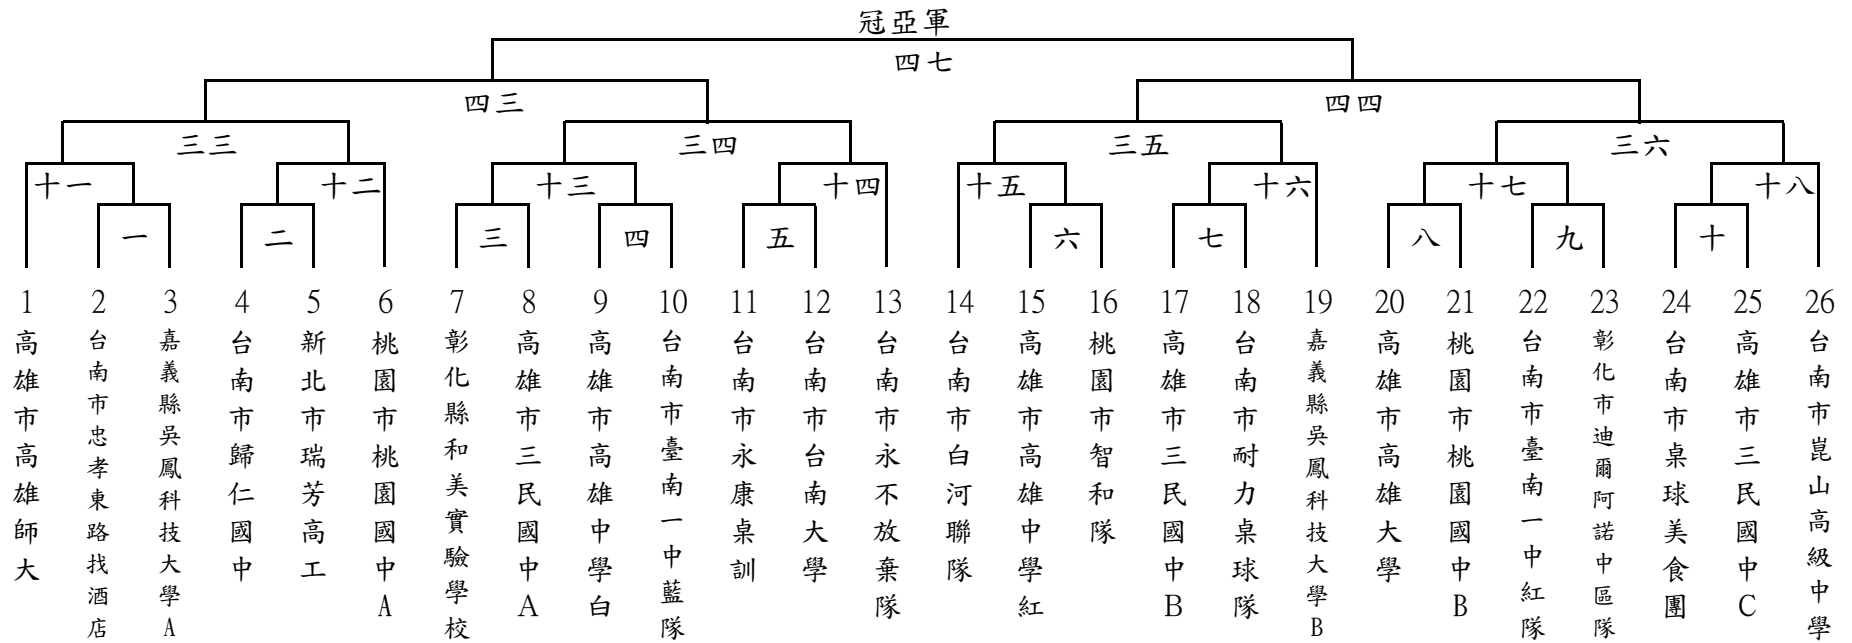 冠亞軍
四七
四三
四四
三三
三四
三五
三六
十一
十二
十三
十四
十五
十六
十七
十八
一
二
三
四
五
六
七
八
九
十
1
2
3
4
5
6
7
8
9
10
11
12
13
14
15
16
17
18
19
20
21
22
23
24
25
26
高雄市高雄師大
台南市忠孝東路找酒店
嘉義縣吳鳳科技大學A
台南市歸仁國中
新北市瑞芳高工
桃園市桃園國中A
彰化縣和美實驗學校
高雄市三民國中A
高雄市高雄中學白
台南市臺南一中藍隊
台南市永康桌訓
台南市台南大學
台南市永不放棄隊
台南市白河聯隊
高雄市高雄中學紅
桃園市智和隊
高雄市三民國中B
台南市耐力桌球隊
嘉義縣吳鳳科技大學B
高雄市高雄大學
桃園市桃園國中B
台南市臺南一中紅隊
彰化市迪爾阿諾中區隊
台南市桌球美食團
高雄市三民國中C
台南市崑山高級中學